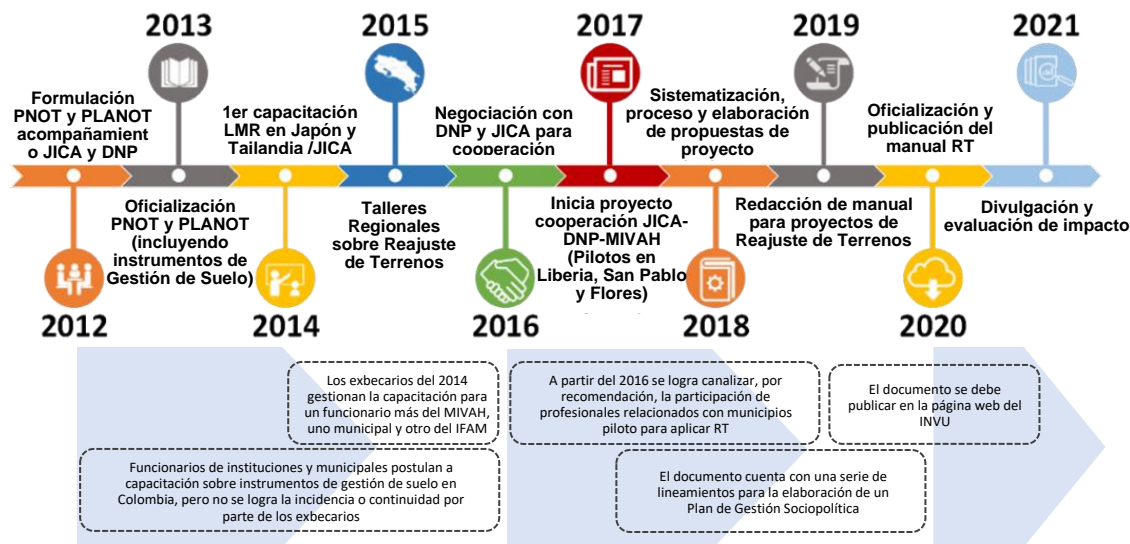 2013
2015
2017
2019
2021
Formulación
PNOT y PLANOT
acompañamient
o JICA y DNP
1er capacitación
LMR en Japón y
Tailandia /JICA
Negociación con
DNP y JICA para
cooperación
Sistematización,
proceso y elaboración
de propuestas de
proyecto
Oficialización y
publicación del
manual RT
Oficialización
PNOT y PLANOT
(incluyendo
instrumentos de
Gestión de Suelo)
Talleres
Regionales
sobre Reajuste
de Terrenos
Inicia proyecto
cooperación JICA-
DNP-MIVAH
(Pilotos en
Liberia, San Pablo
y Flores)
Redacción de manual
para proyectos de
Reajuste de Terrenos
Divulgación y
evaluación de impacto
2012
2014
2016
2018
2020
Los exbecarios del 2014
gestionan la capacitación para
un funcionario más del MIVAH,
uno municipal y otro del IFAM
A partir del 2016 se logra canalizar, por
recomendación, la participación de
profesionales relacionados con municipios
piloto para aplicar RT
El documento se debe
publicar en la página web del
INVU
Funcionarios de instituciones y municipales postulan a
capacitación sobre instrumentos de gestión de suelo en
Colombia, pero no se logra la incidencia o continuidad por
parte de los exbecarios
El documento cuenta con una serie de
lineamientos para la elaboración de un
Plan de Gestión Sociopolítica